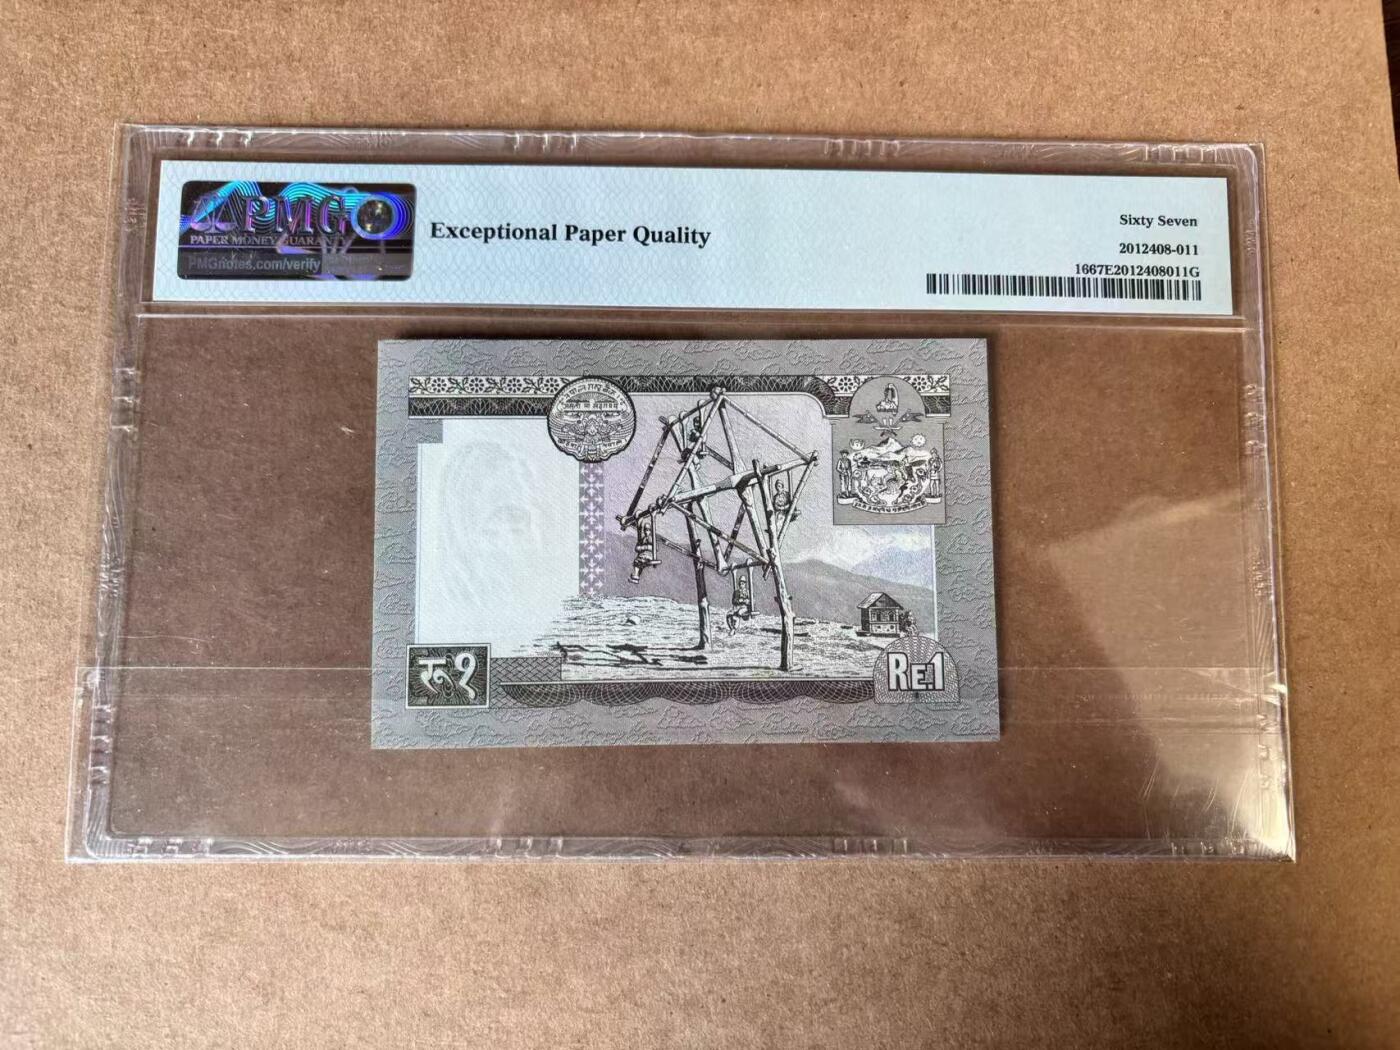 PMG
PAPER MONEY GUARANTY
PMGnotes.com/verify
Exceptional Paper Quality
Sixty Seven
2012408-011
1667E2012408011G
रू १
RE.1